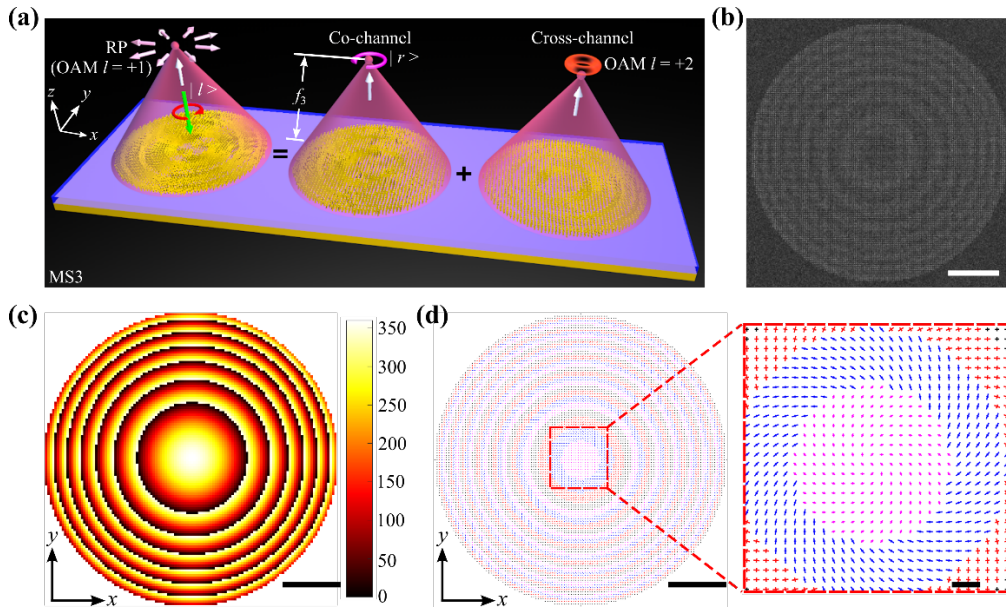 (a)
RP
(OAM l = +1)
| l >
Co-channel
| r >
Cross-channel
OAM l = +2
z
y
x
f3
=
+
MS3
(b)
(c)
350
300
250
200
150
100
50
0
y
x
(d)
y
x